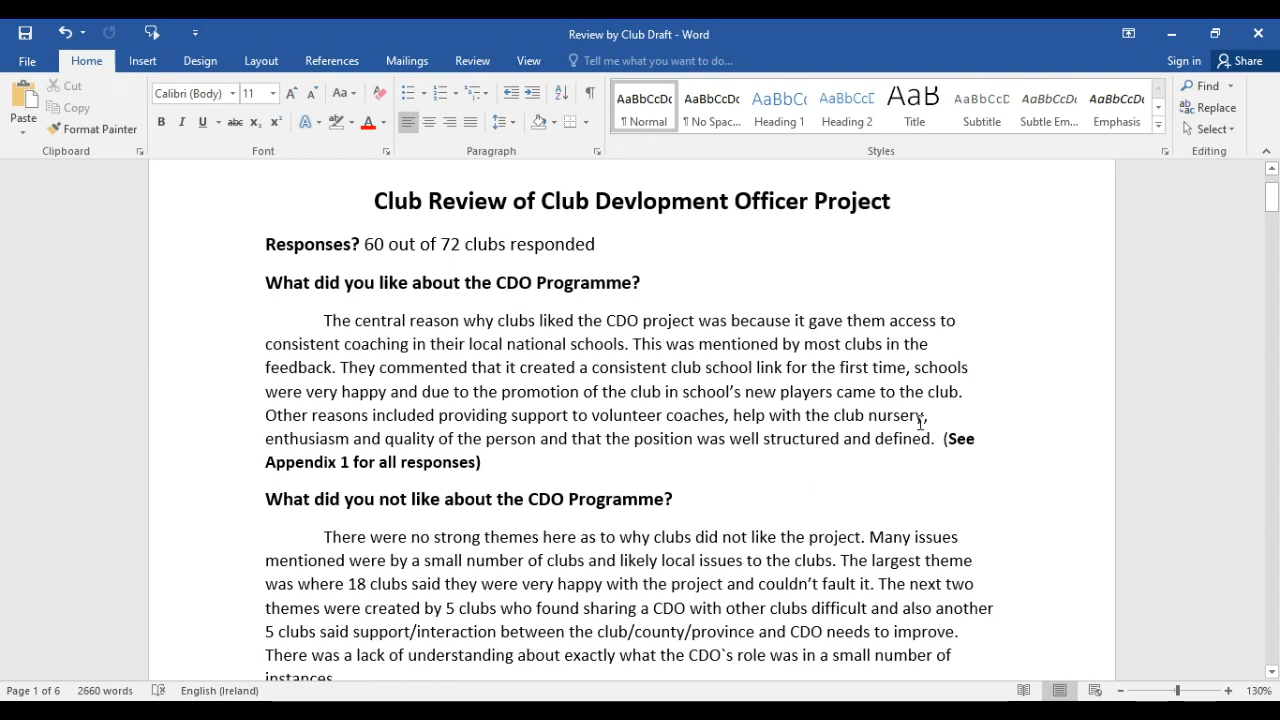 Review by Club Draft - Word
File Home Insert Design Layout References Mailings Review View Tell me what you want to do... Sign in Share
Paste
Cut
Copy
Format Painter
Calibri (Body) 11
AaBbCcDc AaBbCcDc AaBbCc AaBbCcC AaB AaBbCcD AaBbCcDc AaBbCcDc
¶ Normal ¶ No Spac... Heading 1 Heading 2 Title Subtitle Subtle Em... Emphasis
Find
Replace
Select
Clipboard Font Paragraph Styles Editing
Club Review of Club Devlopment Officer Project
Responses? 60 out of 72 clubs responded
What did you like about the CDO Programme?
The central reason why clubs liked the CDO project was because it gave them access to
consistent coaching in their local national schools. This was mentioned by most clubs in the
feedback. They commented that it created a consistent club school link for the first time, schools
were very happy and due to the promotion of the club in school’s new players came to the club.
Other reasons included providing support to volunteer coaches, help with the club nursery,
enthusiasm and quality of the person and that the position was well structured and defined. (See
Appendix 1 for all responses)
What did you not like about the CDO Programme?
There were no strong themes here as to why clubs did not like the project. Many issues
mentioned were by a small number of clubs and likely local issues to the clubs. The largest theme
was where 18 clubs said they were very happy with the project and couldn’t fault it. The next two
themes were created by 5 clubs who found sharing a CDO with other clubs difficult and also another
5 clubs said support/interaction between the club/county/province and CDO needs to improve.
There was a lack of understanding about exactly what the CDO`s role was in a small number of
instances.
Page 1 of 6 2660 words English (Ireland) 130%